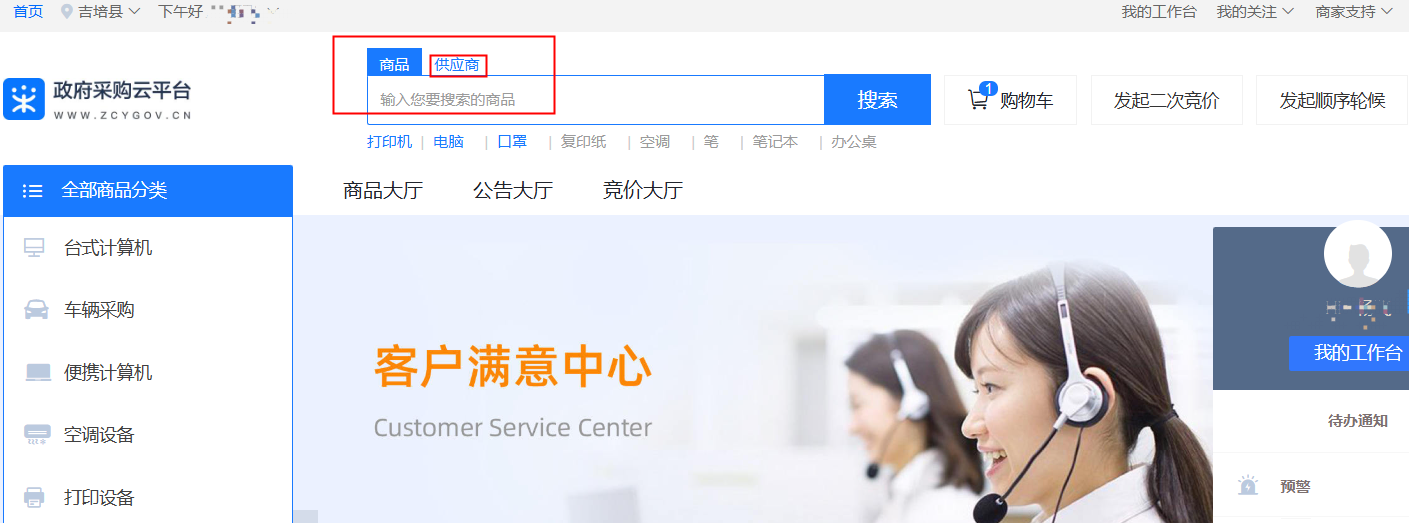 首页 吉培县 下午好
我的工作台 我的关注 商家支持
商品 供应商
政府采购云平台
WWW.ZCYGOV.CN
输入您要搜索的商品
搜索
1 购物车
发起二次竞价
发起顺序轮候
打印机 | 电脑 | 口罩 | 复印纸 | 空调 | 笔 | 笔记本 | 办公桌
全部商品分类
商品大厅 公告大厅 竞价大厅
台式计算机
车辆采购
便携计算机
空调设备
打印设备
客户满意中心
Customer Service Center
我的工作台
待办通知
预警